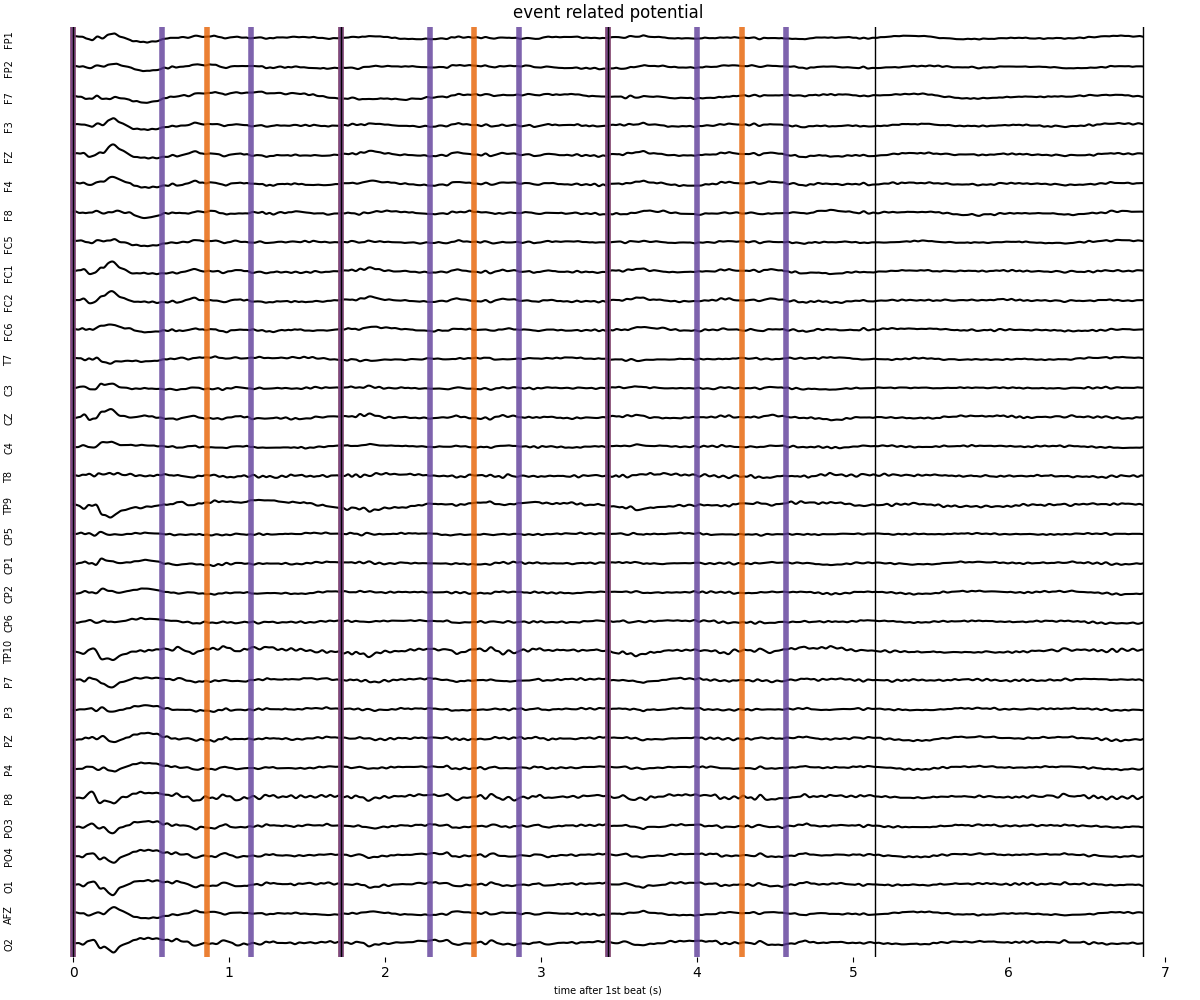 event related potential
FP1
FP2
F7
F3
FZ
F4
F8
FC5
FC1
FC2
FC6
T7
C3
CZ
C4
T8
TP9
CP5
CP1
CP2
CP6
TP10
P7
P3
PZ
P4
P8
PO3
PO4
O1
AFZ
O2
0 1 2 3 4 5 6 7
time after 1st beat (s)